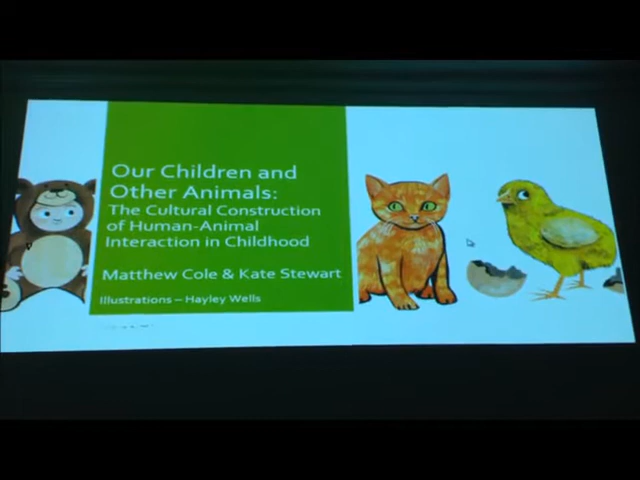 Our Children and
Other Animals:
The Cultural Construction
of Human-Animal
Interaction in Childhood
Matthew Cole & Kate Stewart
Illustrations – Hayley Wells